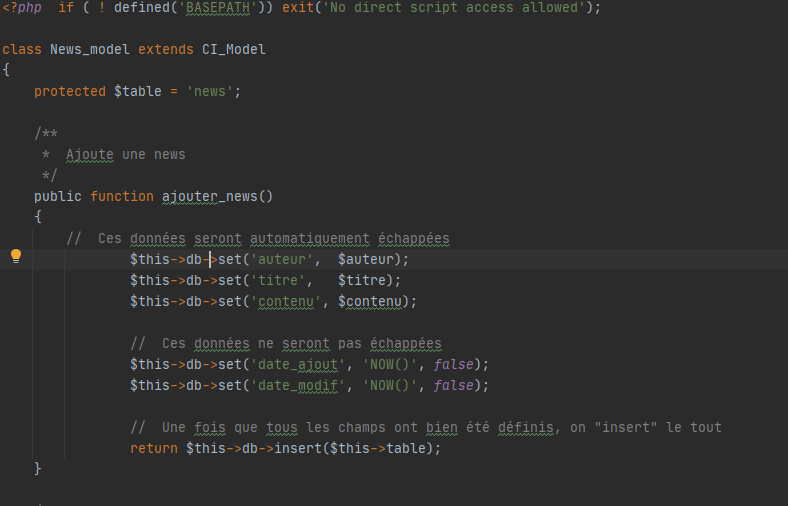 <?php  if ( ! defined('BASEPATH')) exit('No direct script access allowed');
class News_model extends CI_Model
{
    protected $table = 'news';
    /**
     *  Ajoute une news
     */
    public function ajouter_news()
    {
        //  Ces données seront automatiquement échappées
                $this->db->set('auteur',  $auteur);
                $this->db->set('titre',   $titre);
                $this->db->set('contenu', $contenu);
                //  Ces données ne seront pas échappées
                $this->db->set('date_ajout', 'NOW()', false);
                $this->db->set('date_modif', 'NOW()', false);
                //  Une fois que tous les champs ont bien été définis, on "insert" le tout
                return $this->db->insert($this->table);
    }